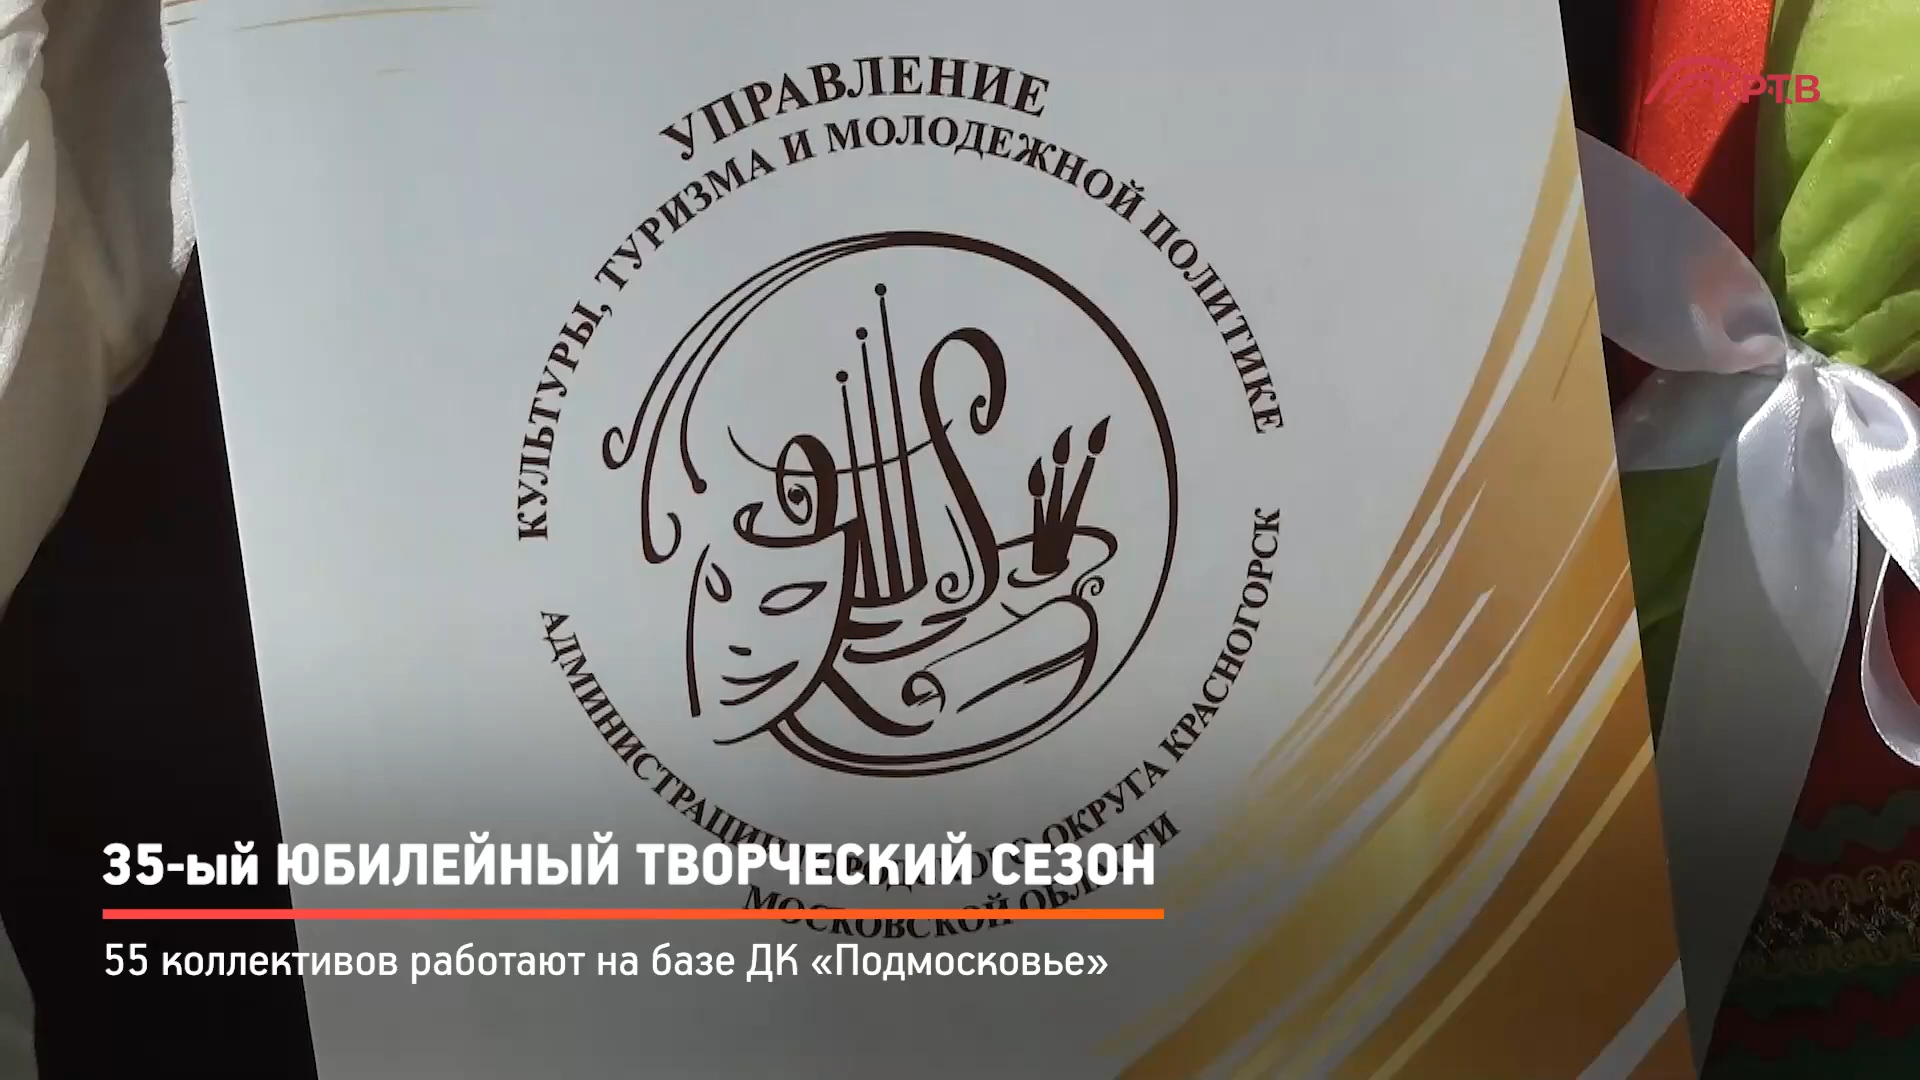 КРТВ
УПРАВЛЕНИЕ
КУЛЬТУРЫ, ТУРИЗМА И МОЛОДЕЖНОЙ ПОЛИТИКЕ
АДМИНИСТРАЦИИ ГОРОДСКОГО ОКРУГА КРАСНОГОРСК
МОСКОВСКОЙ ОБЛАСТИ
35-ый ЮБИЛЕЙНЫЙ ТВОРЧЕСКИЙ СЕЗОН
55 коллективов работают на базе ДК «Подмосковье»